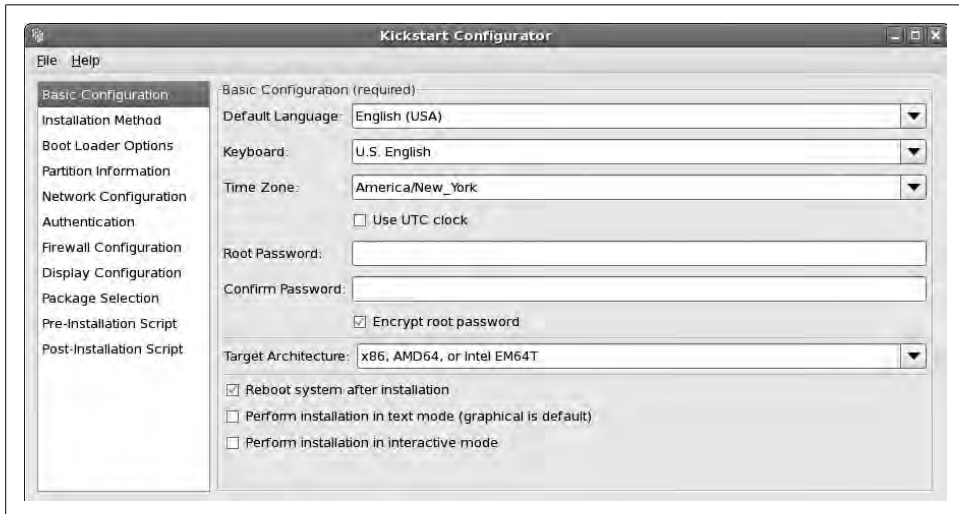 Kickstart Configurator
File Help
Basic Configuration
Installation Method
Boot Loader Options
Partition Information
Network Configuration
Authentication
Firewall Configuration
Display Configuration
Package Selection
Pre-Installation Script
Post-Installation Script
Basic Configuration (required)
Default Language: English (USA)
Keyboard: U.S. English
Time Zone: America/New_York
Use UTC clock
Root Password:
Confirm Password:
Encrypt root password
Target Architecture: x86, AMD64, or Intel EM64T
Reboot system after installation
Perform installation in text mode (graphical is default)
Perform installation in interactive mode